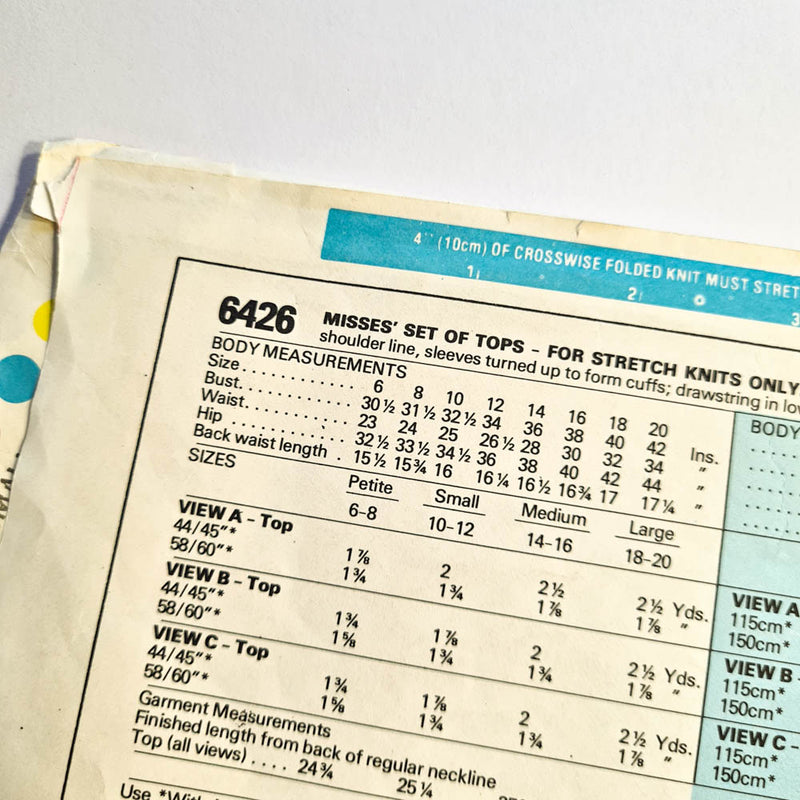 4" (10cm) OF CROSSWISE FOLDED KNIT MUST STRET
1 2 3
6426 MISSES' SET OF TOPS - FOR STRETCH KNITS ONLY
shoulder line, sleeves turned up to form cuffs; drawstring in lo
BODY MEASUREMENTS
Size............ 6 8 10 12 14 16 18 20
Bust............ 30½ 31½ 32½ 34 36 38 40 42 Ins.
Waist........... 23 24 25 26½ 28 30 32 34 "
Hip ............ 32½ 33½ 34½ 36 38 40 42 44 "
Back waist length . 15½ 15¾ 16 16¼ 16½ 16¾ 17 17¼ "
SIZES Petite Small Medium Large
6-8 10-12 14-16 18-20
VIEW A - Top
44/45"* 1⅞ 2 2½ 2½ Yds.
58/60"* 1¾ 1¾ 1⅞ 1⅞ "
VIEW B - Top
44/45"* 1¾ 1⅞ 2 2½ Yds.
58/60"* 1⅝ 1¾ 1¾ 1⅞ "
VIEW C - Top
44/45"* 1¾ 1⅞ 2 2½ Yds.
58/60"* 1⅝ 1¾ 1¾ 1⅞ "
Garment Measurements
Finished length from back of regular neckline
Top (all views) .... 24¾ 25¼
Use *With
BODY
VIEW A
115cm*
150cm*
VIEW B -
115cm*
150cm*
VIEW C -
115cm*
150cm*